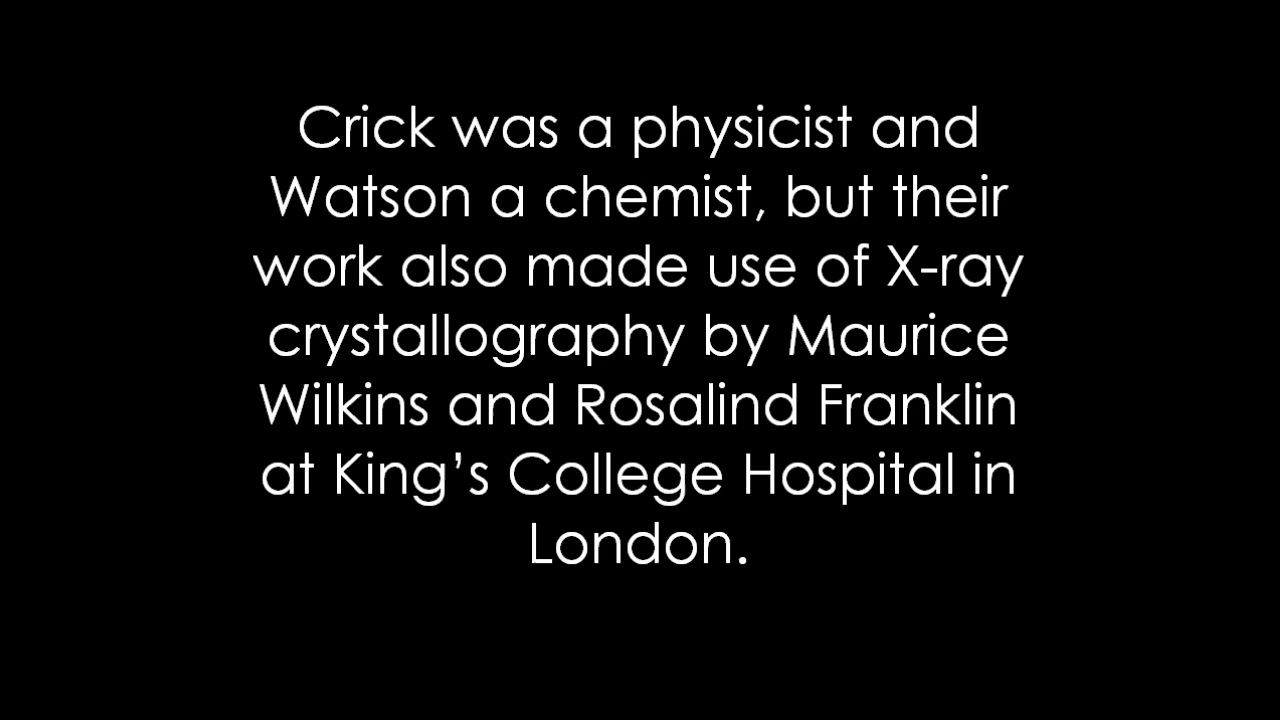 Crick was a physicist and
Watson a chemist, but their
work also made use of X-ray
crystallography by Maurice
Wilkins and Rosalind Franklin
at King’s College Hospital in
London.